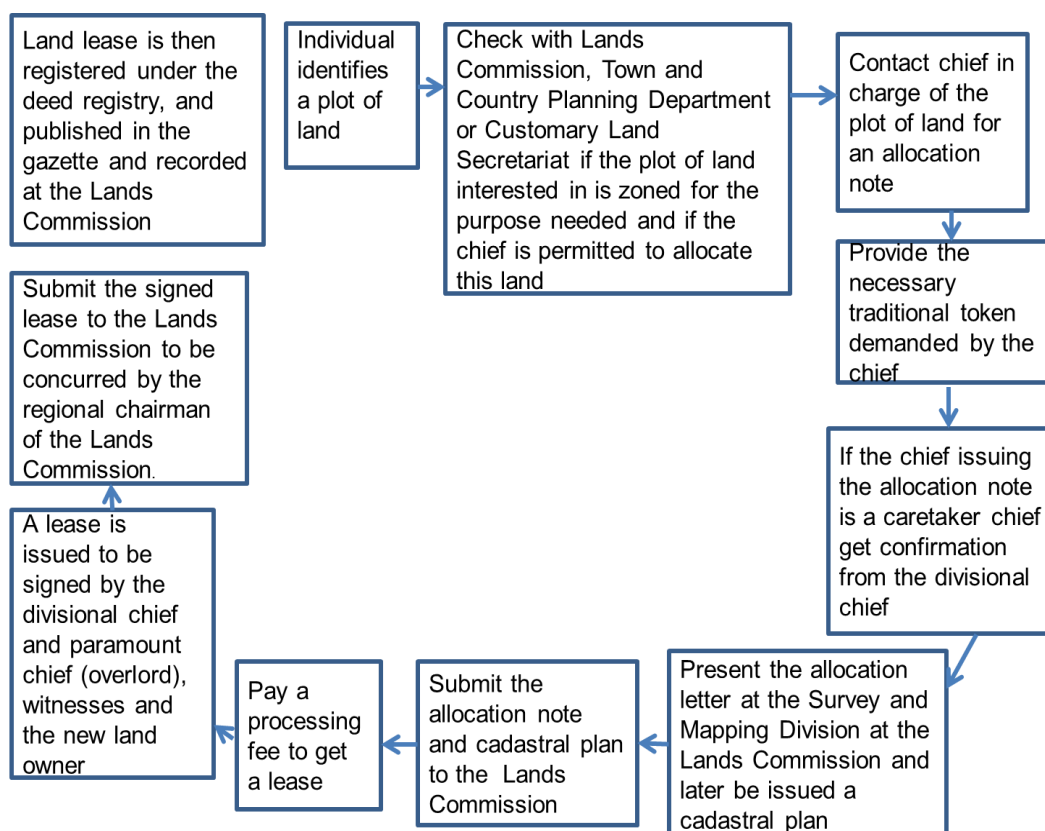 Land lease is then
registered under the
deed registry, and
published in the
gazette and recorded
at the Lands
Commission
Individual
identifies
a plot of
land
Check with Lands
Commission, Town and
Country Planning Department
or Customary Land
Secretariat if the plot of land
interested in is zoned for the
purpose needed and if the
chief is permitted to allocate
this land
Contact chief in
charge of the
plot of land for
an allocation
note
Provide the
necessary
traditional token
demanded by the
chief
If the chief issuing
the allocation note
is a caretaker chief
get confirmation
from the divisional
chief
Present the allocation
letter at the Survey and
Mapping Division at the
Lands Commission and
later be issued a
cadastral plan
Submit the
allocation note
and cadastral plan
to the Lands
Commission
Pay a
processing
fee to get
a lease
A lease is
issued to be
signed by the
divisional chief
and paramount
chief (overlord),
witnesses and
the new land
owner
Submit the signed
lease to the Lands
Commission to be
concurred by the
regional chairman
of the Lands
Commission.